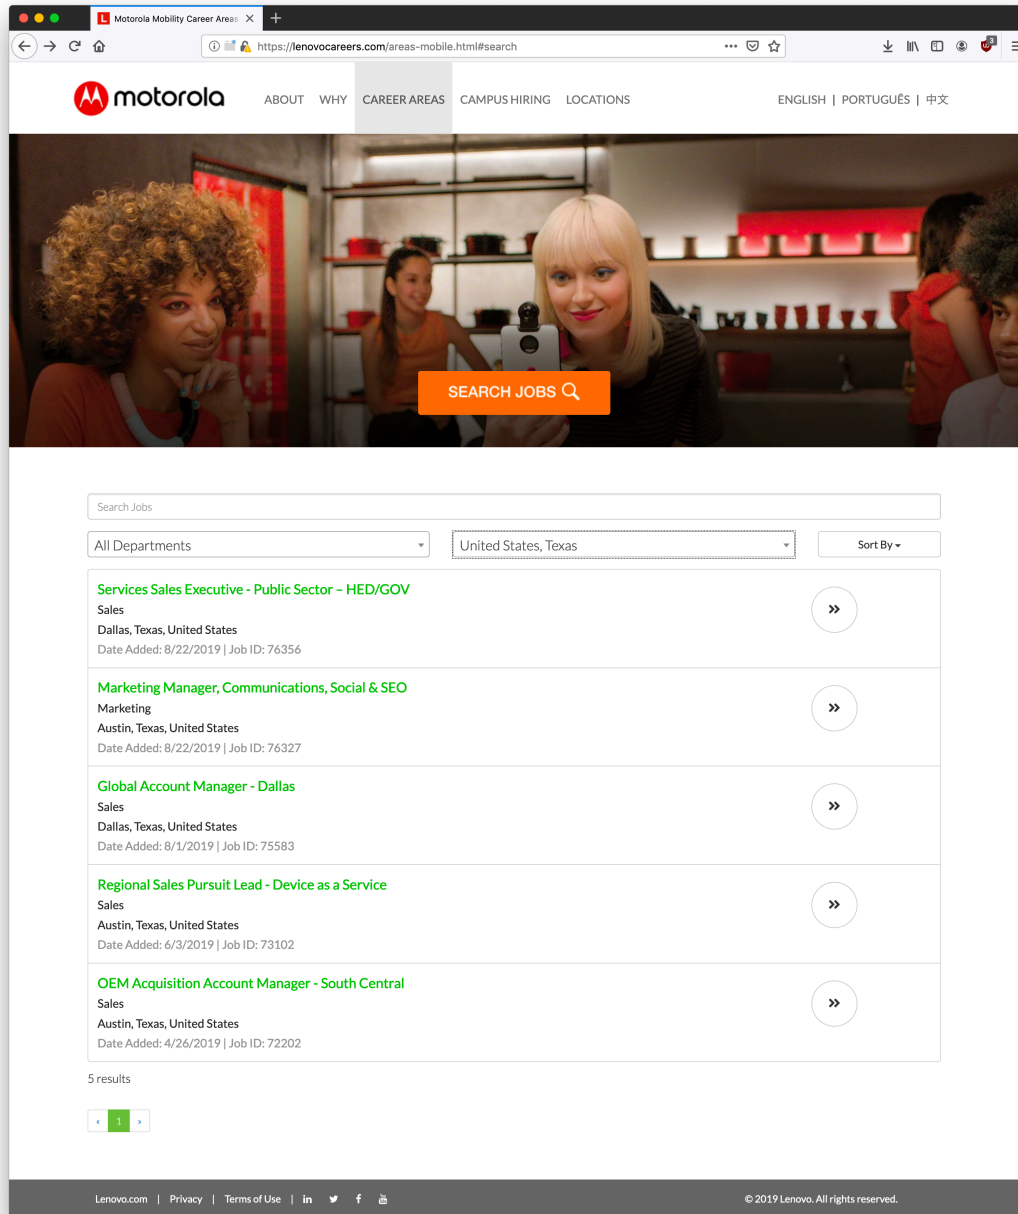 Motorola Mobility Career Areas
https://lenovocareers.com/areas-mobile.html#search
3
motorola
ABOUT WHY CAREER AREAS CAMPUS HIRING LOCATIONS ENGLISH | PORTUGUÊS | 中文
SEARCH JOBS
Search Jobs
All Departments United States, Texas Sort By
Services Sales Executive - Public Sector – HED/GOV
Sales
Dallas, Texas, United States
Date Added: 8/22/2019 | Job ID: 76356
Marketing Manager, Communications, Social & SEO
Marketing
Austin, Texas, United States
Date Added: 8/22/2019 | Job ID: 76327
Global Account Manager - Dallas
Sales
Dallas, Texas, United States
Date Added: 8/1/2019 | Job ID: 75583
Regional Sales Pursuit Lead - Device as a Service
Sales
Austin, Texas, United States
Date Added: 6/3/2019 | Job ID: 73102
OEM Acquisition Account Manager - South Central
Sales
Austin, Texas, United States
Date Added: 4/26/2019 | Job ID: 72202
5 results
« 1 »
Lenovo.com | Privacy | Terms of Use | in f © 2019 Lenovo. All rights reserved.